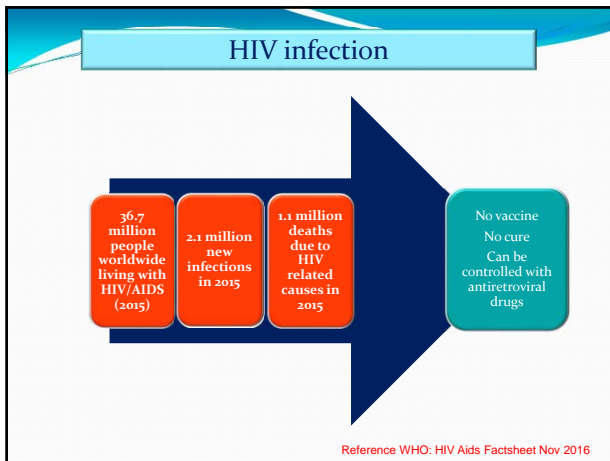 HIV infection
36.7
million
people
worldwide
living with
HIV/AIDS
(2015)
2.1 million
new
infections
in 2015
1.1 million
deaths
due to
HIV
related
causes in
2015
No vaccine
No cure
Can be
controlled with
antiretroviral
drugs
Reference WHO: HIV Aids Factsheet Nov 2016